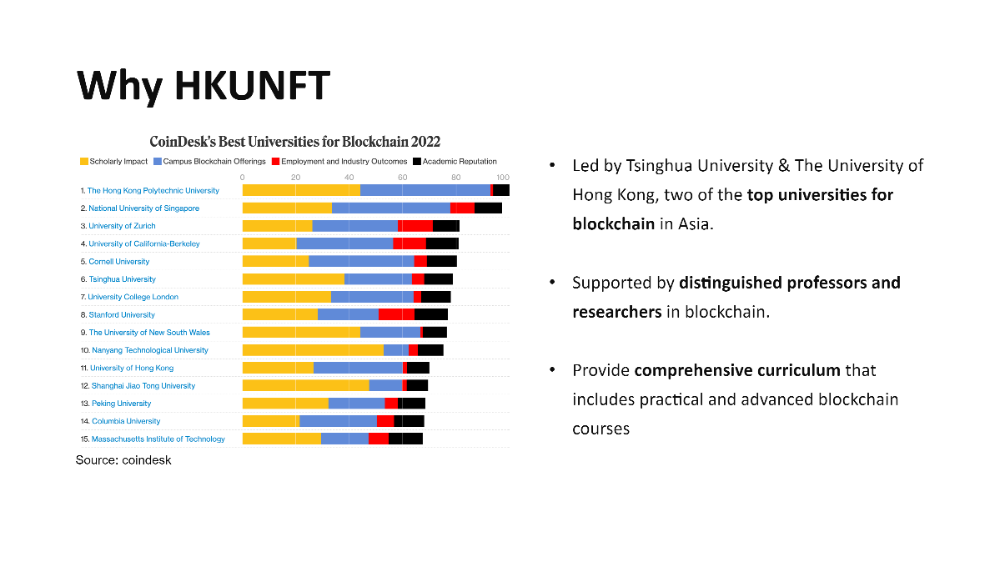 Why HKUNFT
CoinDesk's Best Universities for Blockchain 2022
Scholarly Impact Campus Blockchain Offerings Employment and Industry Outcomes Academic Reputation
0 20 40 60 80 100
1. The Hong Kong Polytechnic University
2. National University of Singapore
3. University of Zurich
4. University of California-Berkeley
5. Cornell University
6. Tsinghua University
7. University College London
8. Stanford University
9. The University of New South Wales
10. Nanyang Technological University
11. University of Hong Kong
12. Shanghai Jiao Tong University
13. Peking University
14. Columbia University
15. Massachusetts Institute of Technology
Source: coindesk
• Led by Tsinghua University & The University of
Hong Kong, two of the top universities for
blockchain in Asia.
• Supported by distinguished professors and
researchers in blockchain.
• Provide comprehensive curriculum that
includes practical and advanced blockchain
courses